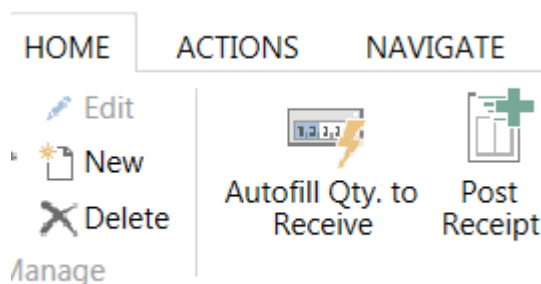 HOME ACTIONS NAVIGATE
Edit
New
Delete
Manage
Autofill Qty. to
Receive
Post
Receipt